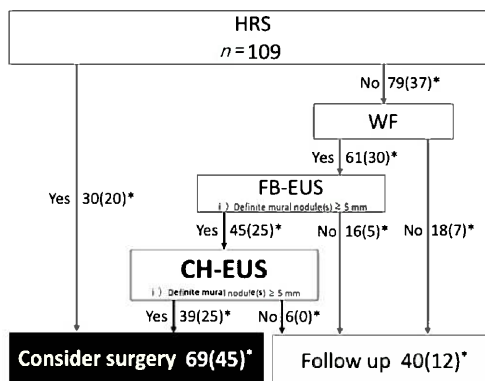 HRS
n = 109
No 79(37)*
WF
Yes 61(30)*
FB-EUS
i ) Definite mural nodule(s) ≥ 5 mm
Yes 30(20)*
Yes 45(25)*
No 16(5)*
No 18(7)*
CH-EUS
i ) Definite mural nodule(s) ≥ 5 mm
Yes 39(25)*
No 6(0)*
Consider surgery 69(45)*
Follow up 40(12)*